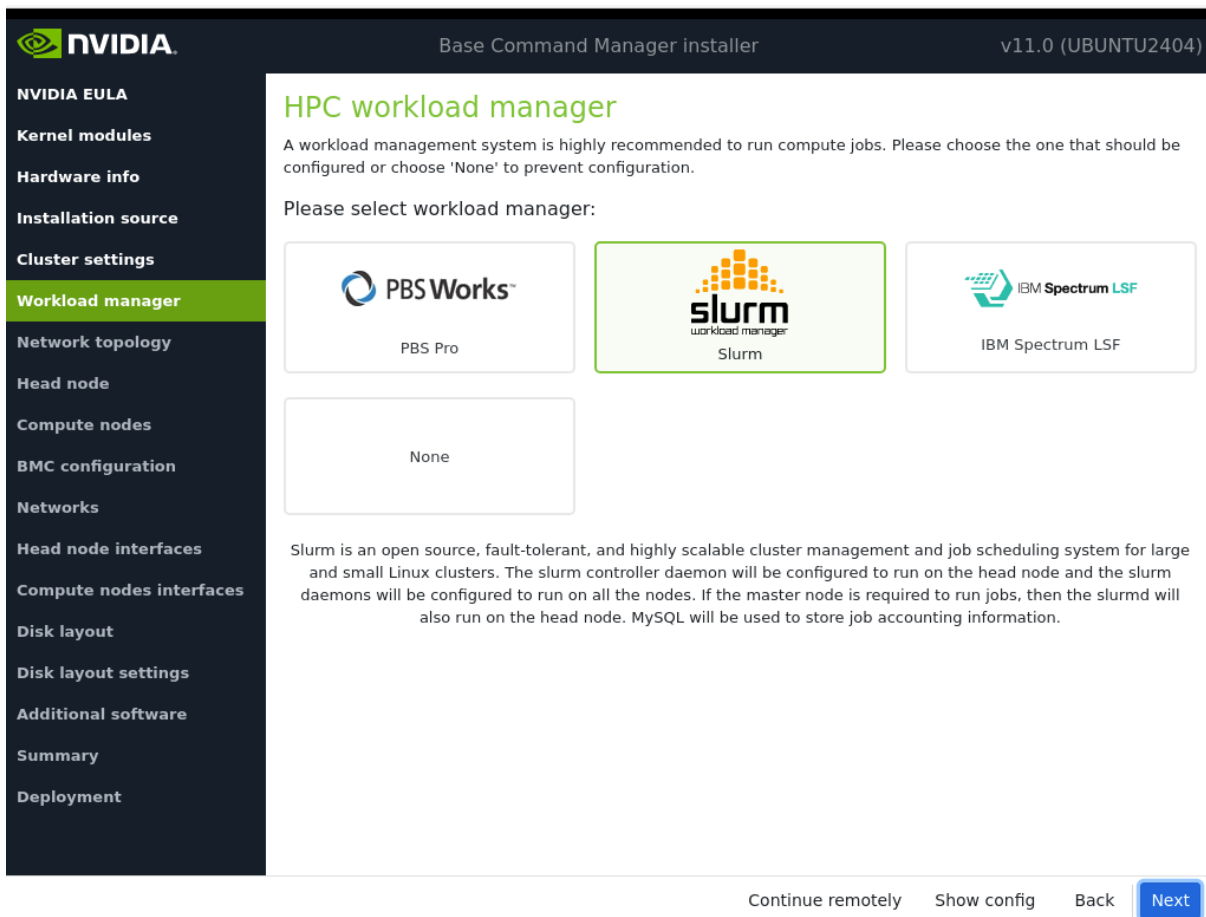 NVIDIA.
Base Command Manager installer
v11.0 (UBUNTU2404)
NVIDIA EULA
Kernel modules
Hardware info
Installation source
Cluster settings
Workload manager
Network topology
Head node
Compute nodes
BMC configuration
Networks
Head node interfaces
Compute nodes interfaces
Disk layout
Disk layout settings
Additional software
Summary
Deployment
HPC workload manager
A workload management system is highly recommended to run compute jobs. Please choose the one that should be
configured or choose 'None' to prevent configuration.
Please select workload manager:
PBS Works™
PBS Pro
slurm
workload manager
Slurm
IBM Spectrum LSF
IBM Spectrum LSF
None
Slurm is an open source, fault-tolerant, and highly scalable cluster management and job scheduling system for large
and small Linux clusters. The slurm controller daemon will be configured to run on the head node and the slurm
daemons will be configured to run on all the nodes. If the master node is required to run jobs, then the slurmd will
also run on the head node. MySQL will be used to store job accounting information.
Continue remotely
Show config
Back
Next